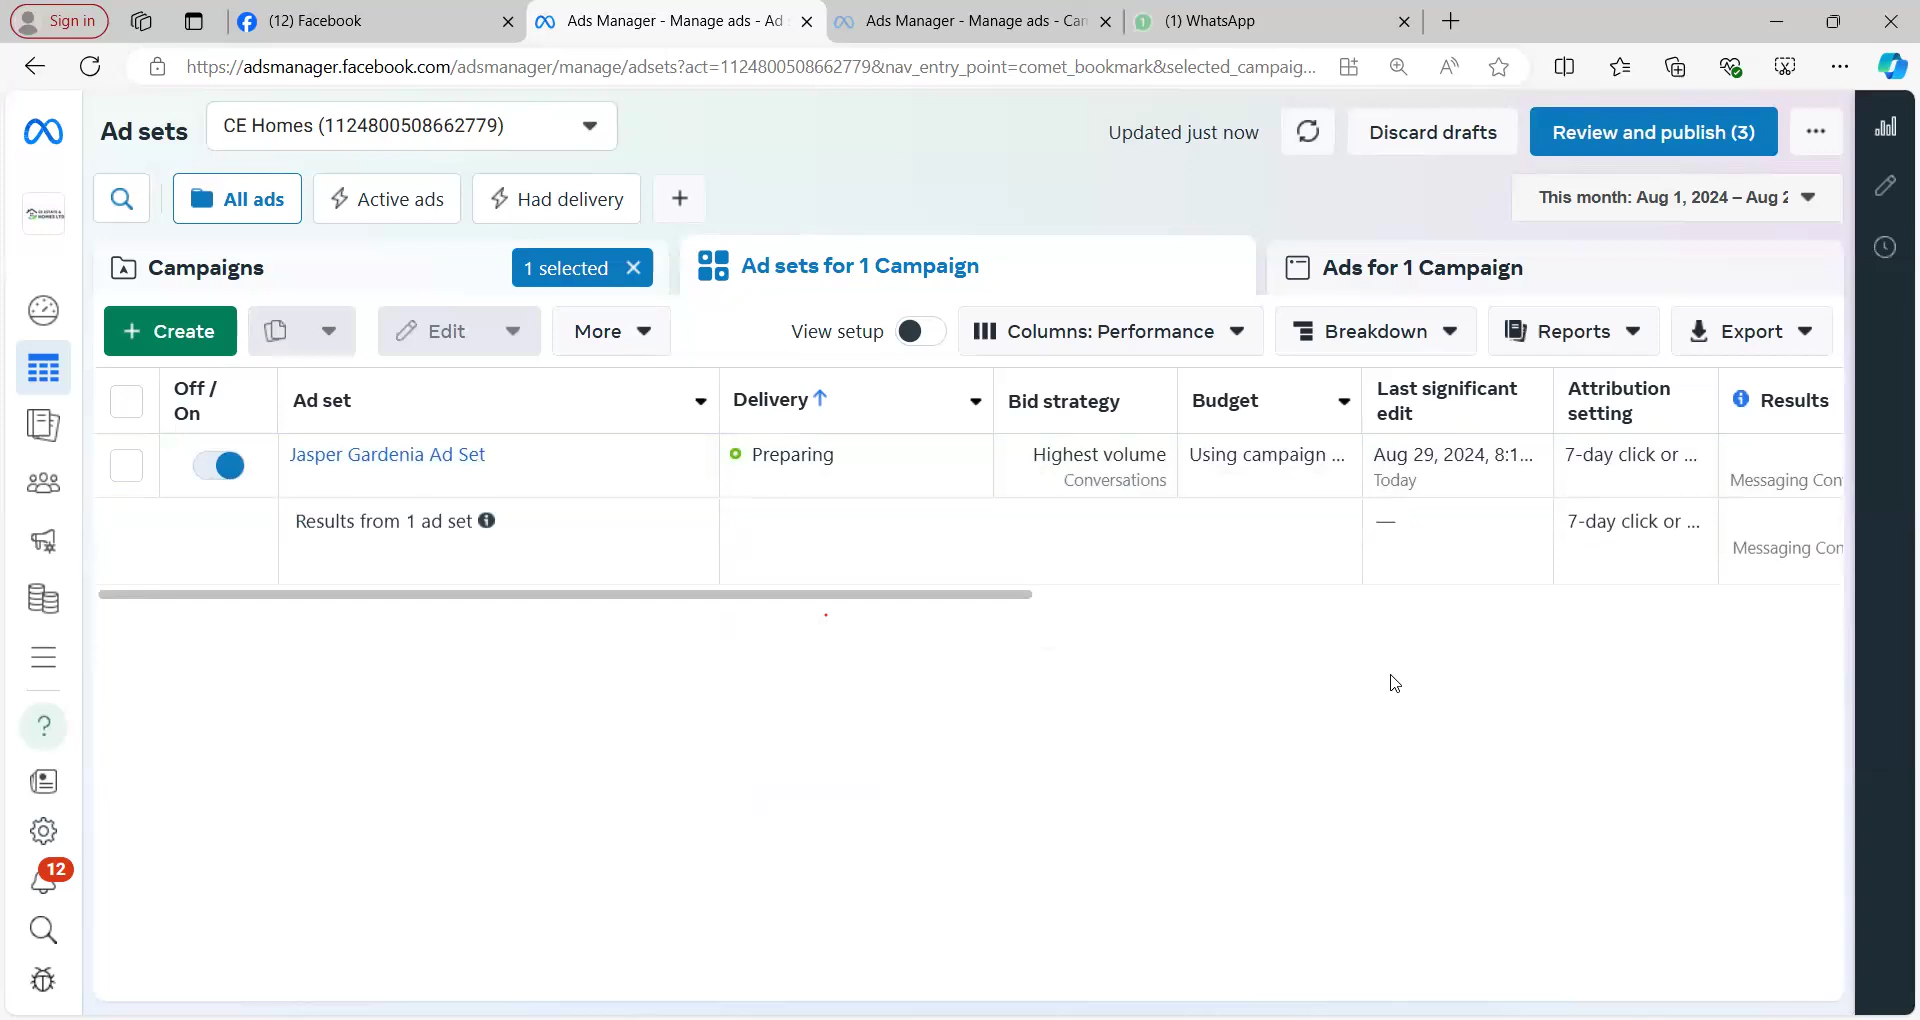 Sign in
(12) Facebook
Ads Manager - Manage ads - Ad
Ads Manager - Manage ads - Can
1
(1) WhatsApp
https://adsmanager.facebook.com/adsmanager/manage/adsets?act=1124800508662779&nav_entry_point=comet_bookmark&selected_campaig...
Ad sets
CE Homes (1124800508662779)
Updated just now
Discard drafts
Review and publish (3)
All ads
Active ads
Had delivery
This month: Aug 1, 2024 – Aug 2
Campaigns
1 selected
Ad sets for 1 Campaign
Ads for 1 Campaign
Create
Edit
More
View setup
Columns: Performance
Breakdown
Reports
Export
Off / On
Ad set
Delivery
Bid strategy
Budget
Last significant edit
Attribution setting
Results
Jasper Gardenia Ad Set
Preparing
Highest volume
Conversations
Using campaign ...
Aug 29, 2024, 8:1...
Today
7-day click or ...
Messaging Con
Results from 1 ad set
—
7-day click or ...
Messaging Con
12